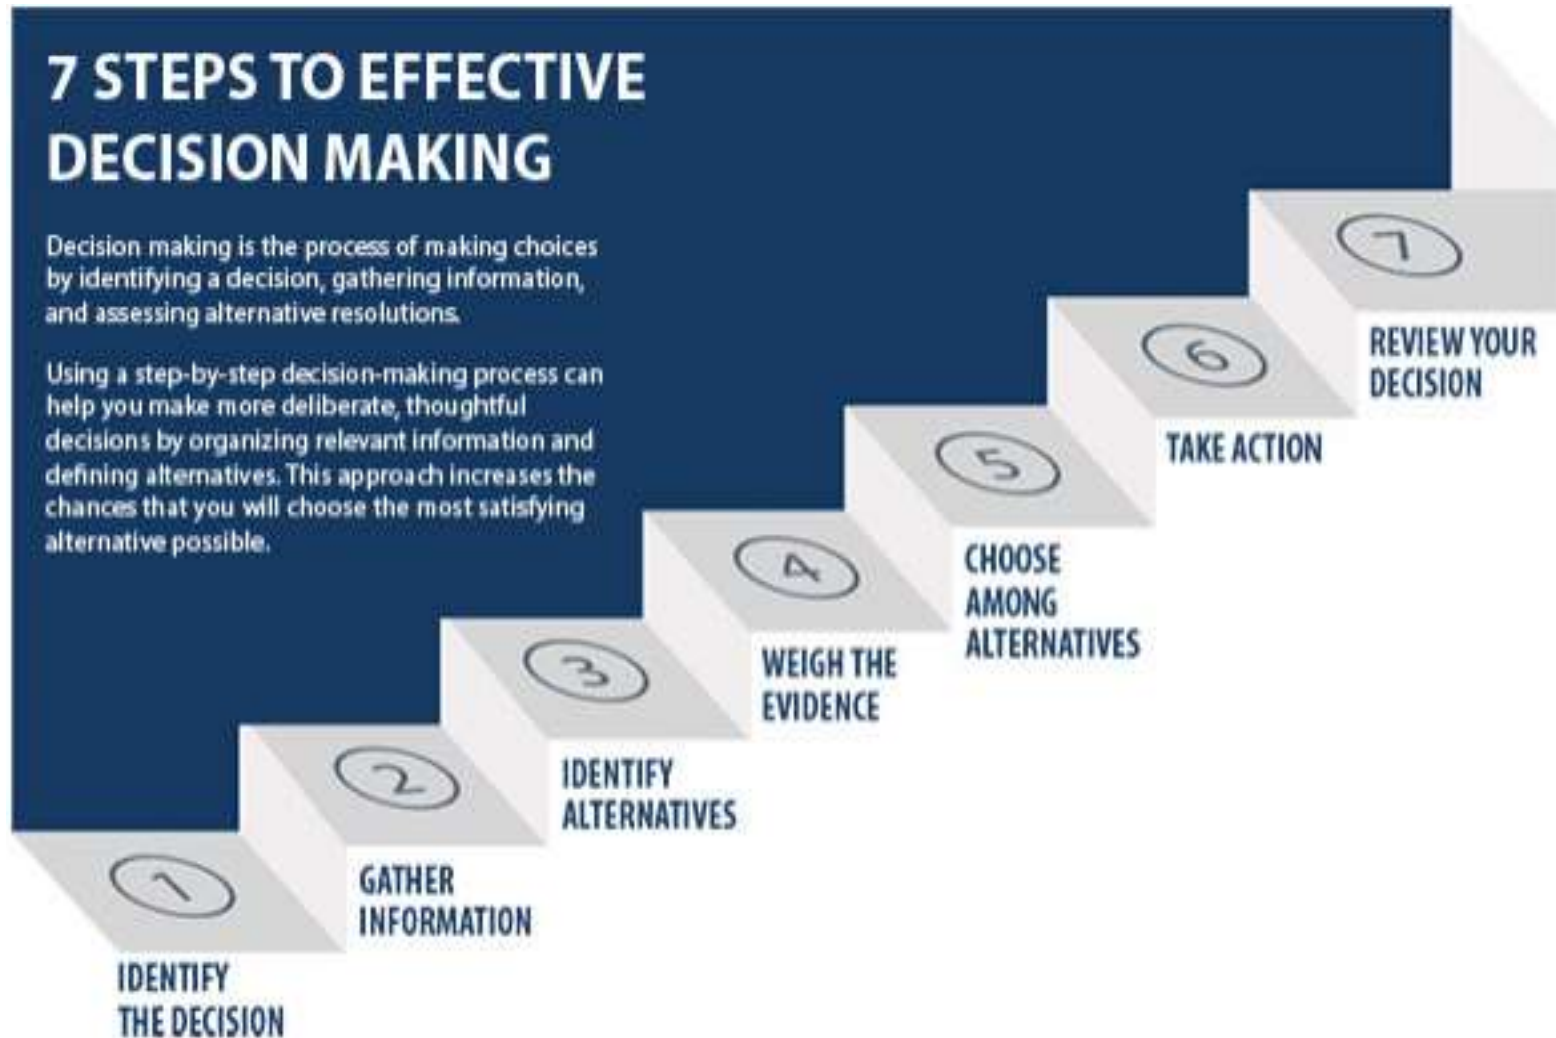 7 STEPS TO EFFECTIVE
DECISION MAKING
Decision making is the process of making choices
by identifying a decision, gathering information,
and assessing alternative resolutions.
Using a step-by-step decision-making process can
help you make more deliberate, thoughtful
decisions by organizing relevant information and
defining alternatives. This approach increases the
chances that you will choose the most satisfying
alternative possible.
1
IDENTIFY
THE DECISION
2
GATHER
INFORMATION
3
IDENTIFY
ALTERNATIVES
4
WEIGH THE
EVIDENCE
5
CHOOSE
AMONG
ALTERNATIVES
6
TAKE ACTION
7
REVIEW YOUR
DECISION